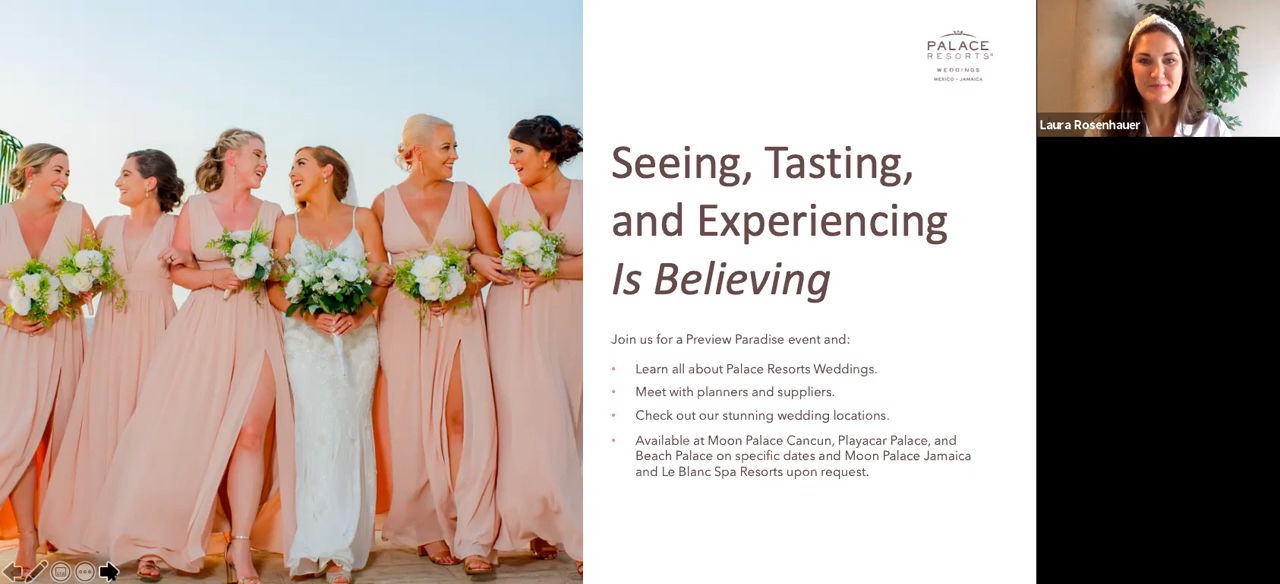 PALACE
RESORTS®
WEDDINGS
MEXICO • JAMAICA
Laura Rosenhauer
Seeing, Tasting,
and Experiencing
Is Believing
Join us for a Preview Paradise event and:
• Learn all about Palace Resorts Weddings.
• Meet with planners and suppliers.
• Check out our stunning wedding locations.
• Available at Moon Palace Cancun, Playacar Palace, and
Beach Palace on specific dates and Moon Palace Jamaica
and Le Blanc Spa Resorts upon request.